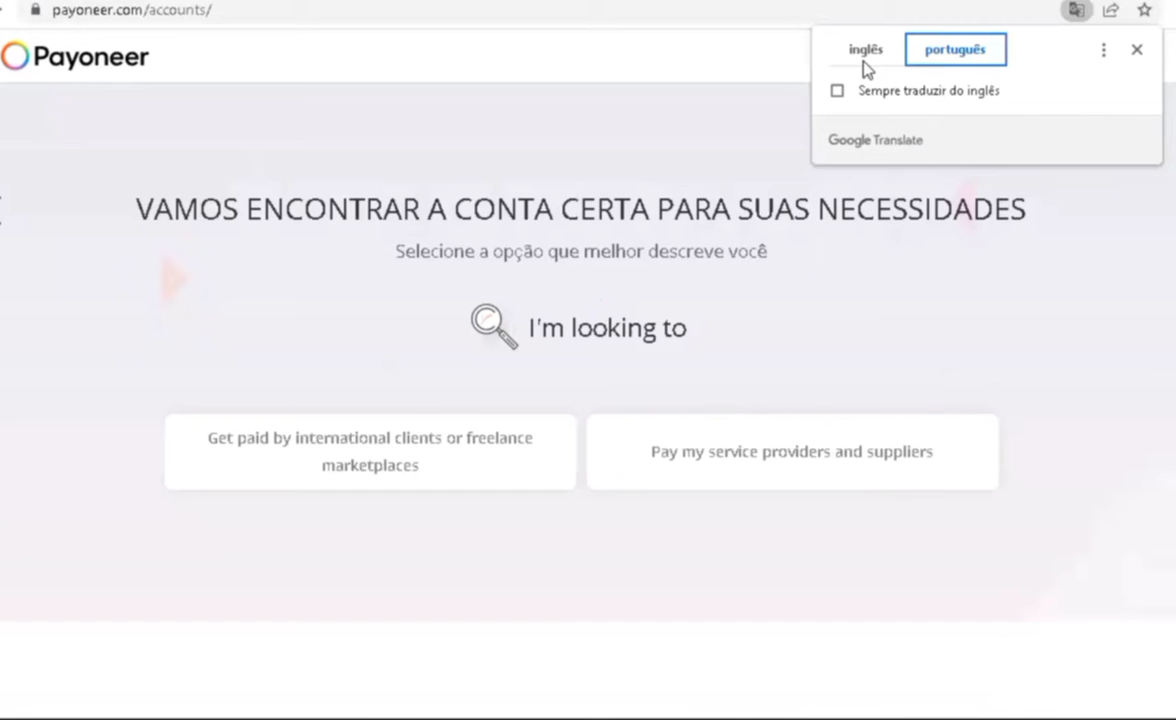 payoneer.com/accounts/
Payoneer
inglês português
Sempre traduzir do inglês
Google Translate
VAMOS ENCONTRAR A CONTA CERTA PARA SUAS NECESSIDADES
Selecione a opção que melhor descreve você
I'm looking to
Get paid by international clients or freelance
marketplaces
Pay my service providers and suppliers